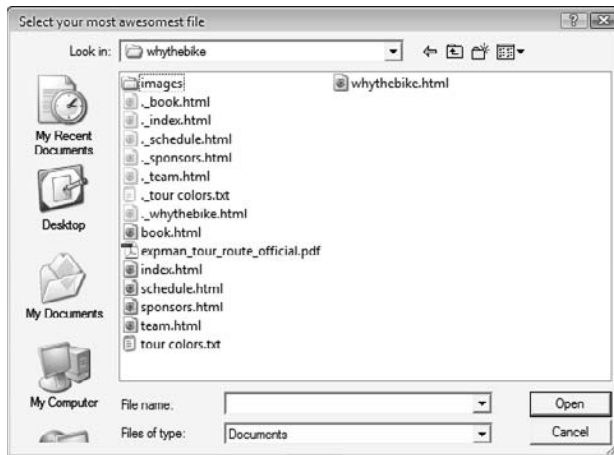 Select your most awesomest file
Look in: whythebike
images
._book.html
._index.html
._schedule.html
._sponsors.html
._team.html
._tour colors.txt
._whythebike.html
book.html
expman_tour_route_official.pdf
index.html
schedule.html
sponsors.html
team.html
tour colors.txt
whythebike.html
My Recent
Documents
Desktop
My Documents
My Computer
File name:
Open
Files of type: Documents
Cancel